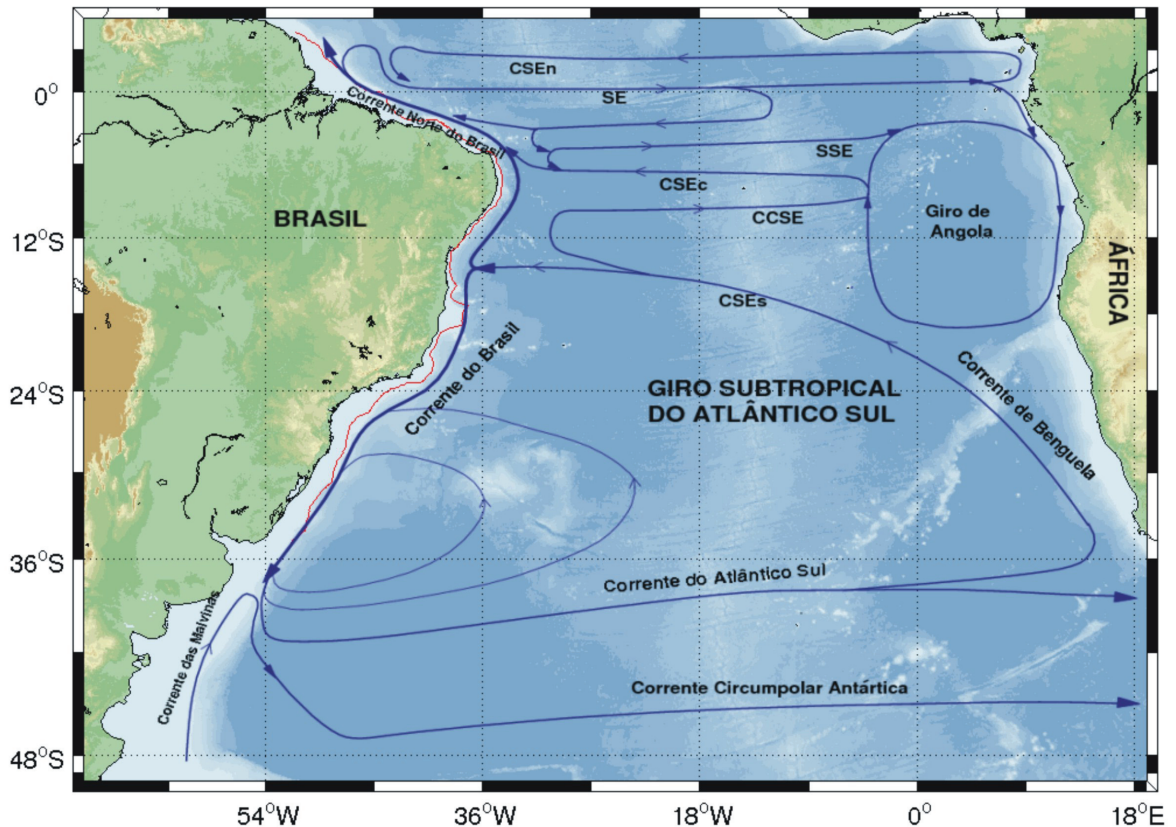 CSEn
0°
SE
Corrente Norte do Brasil
SSE
CSEc
BRASIL
CCSE
Giro de
Angola
12°S
ÁFRICA
CSEs
Corrente do Brasil
Corrente de Benguela
24°S
GIRO SUBTROPICAL
DO ATLÂNTICO SUL
36°S
Corrente do Atlântico Sul
Corrente das Malvinas
Corrente Circumpolar Antártica
48°S
54°W
36°W
18°W
0°
18°E